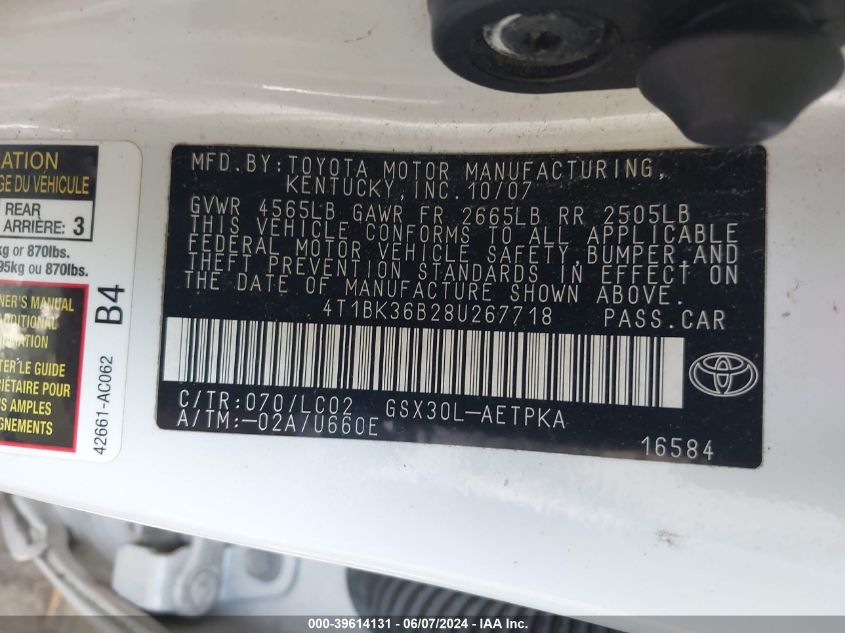 ATION
GE DU VÉHICULE
REAR
ARRIÈRE: 3
kg or 870lbs.
95kg ou 870lbs.
NER'S MANUAL
ADDITIONAL
MATION
TER LE GUIDE
RIÉTAIRE POUR
S AMPLES
GNEMENTS
42661-AC062 B4
MFD. BY: TOYOTA MOTOR MANUFACTURING,
KENTUCKY, INC. 10/07
GVWR 4565LB GAWR FR 2665LB RR 2505LB
THIS VEHICLE CONFORMS TO ALL APPLICABLE
FEDERAL MOTOR VEHICLE SAFETY, BUMPER, AND
THEFT PREVENTION STANDARDS IN EFFECT ON
THE DATE OF MANUFACTURE SHOWN ABOVE.
4T1BK36B28U267718 PASS. CAR
C/TR: 070/LC02 GSX30L-AETPKA
A/TM: -02A/U660E
16584
000-39614131 - 06/07/2024 - IAA Inc.